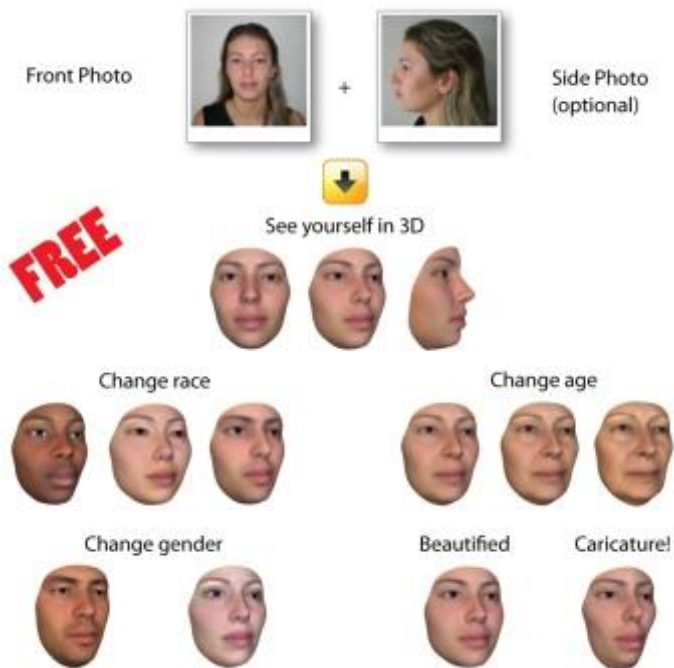 Front Photo
+
Side Photo
(optional)
See yourself in 3D
FREE
Change race
Change age
Change gender
Beautified
Caricature!